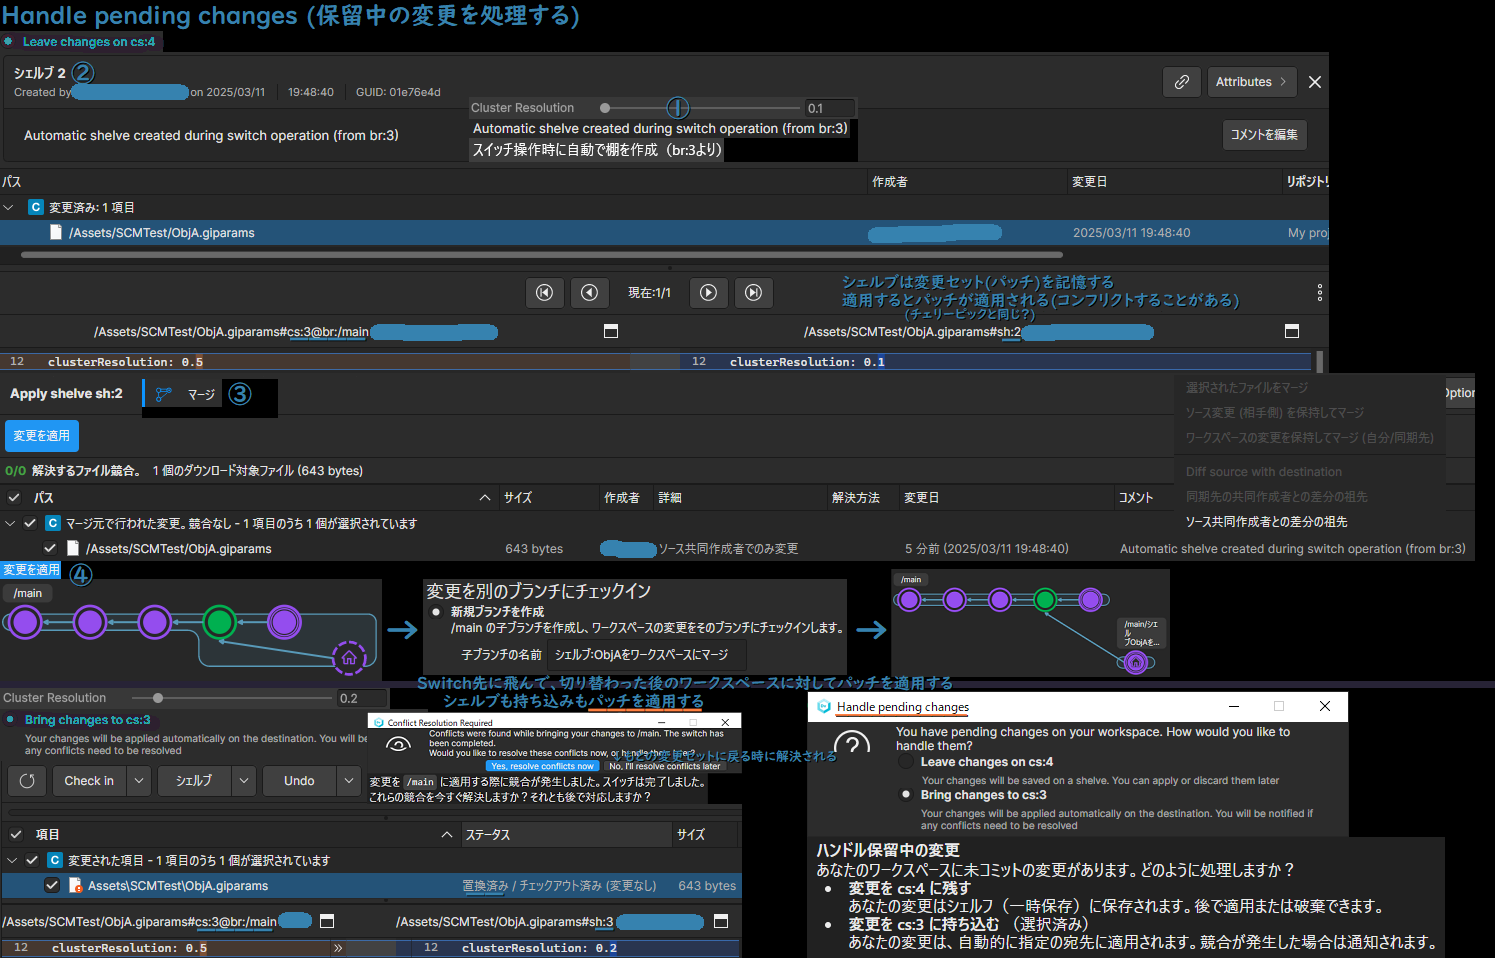 Handle pending changes (保留中の変更を処理する)
Leave changes on cs:4
シェルブ 2 ②
Created by on 2025/03/11 19:48:40 GUID: 01e76e4d
Attributes
Cluster Resolution ① 0.1
Automatic shelve created during switch operation (from br:3)
Automatic shelve created during switch operation (from br:3)
スイッチ操作時に自動で棚を作成（br:3より）
コメントを編集
パス 作成者 変更日 リポジトリ
C 変更済み: 1 項目
/Assets/SCMTest/ObjA.giparams 2025/03/11 19:48:40 My proj
現在:1/1
シェルブは変更セット(パッチ)を記憶する
適用するとパッチが適用される(コンフリクトすることがある)
(チェリーピックと同じ?)
/Assets/SCMTest/ObjA.giparams#cs:3@br:/main
/Assets/SCMTest/ObjA.giparams#sh:2
12 clusterResolution: 0.5
12 clusterResolution: 0.1
Apply shelve sh:2 マージ ③
選択されたファイルをマージ
ソース変更 (相手側) を保持してマージ
ワークスペースの変更を保持してマージ (自分/同期先)
Diff source with destination
同期先の共同作成者との差分の祖先
ソース共同作成者との差分の祖先
Option
変更を適用
0/0 解決するファイル競合。 1 個のダウンロード対象ファイル (643 bytes)
パス サイズ 作成者 詳細 解決方法 変更日 コメント
C マージ元で行われた変更。競合なし - 1 項目のうち 1 個が選択されています
/Assets/SCMTest/ObjA.giparams 643 bytes ソース共同作成者でのみ変更 5 分前 (2025/03/11 19:48:40) Automatic shelve created during switch operation (from br:3)
変更を適用 ④
/main
変更を別のブランチにチェックイン
新規ブランチを作成
/main の子ブランチを作成し、ワークスペースの変更をそのブランチにチェックインします。
子ブランチの名前 シェルブ:ObjAをワークスペースにマージ
/main
/main/シェ
ル
ブObjAを...
Switch先に飛んで、切り替わった後のワークスペースに対してパッチを適用する
シェルブも持ち込みもパッチを適用する
Cluster Resolution 0.2
Bring changes to cs:3
Your changes will be applied automatically on the destination. You will be
any conflicts need to be resolved
Check in シェルブ Undo
Conflict Resolution Required
Conflicts were found while bringing your changes to /main. The switch has
been completed.
Would you like to resolve these conflicts now, or handle them later?
↓もとの変更セットに戻る時に解決される
Yes, resolve conflicts now No, I'll resolve conflicts later
変更を /main に適用する際に競合が発生しました。スイッチは完了しました。
これらの競合を今すぐ解決しますか？それとも後で対応しますか？
項目 ステータス サイズ
C 変更された項目 - 1 項目のうち 1 個が選択されています
Assets\SCMTest\ObjA.giparams 置換済み / チェックアウト済み (変更なし) 643 bytes
/Assets/SCMTest/ObjA.giparams#cs:3@br:/main
/Assets/SCMTest/ObjA.giparams#sh:3
12 clusterResolution: 0.5 »
12 clusterResolution: 0.2
Handle pending changes
You have pending changes on your workspace. How would you like to
handle them?
Leave changes on cs:4
Your changes will be saved on a shelve. You can apply or discard them later
Bring changes to cs:3
Your changes will be applied automatically on the destination. You will be notified if
any conflicts need to be resolved
ハンドル保留中の変更
あなたのワークスペースに未コミットの変更があります。どのように処理しますか？
• 変更を cs:4 に残す
あなたの変更はシェルフ（一時保存）に保存されます。後で適用または破棄できます。
• 変更を cs:3 に持ち込む （選択済み）
あなたの変更は、自動的に指定の宛先に適用されます。競合が発生した場合は通知されます。